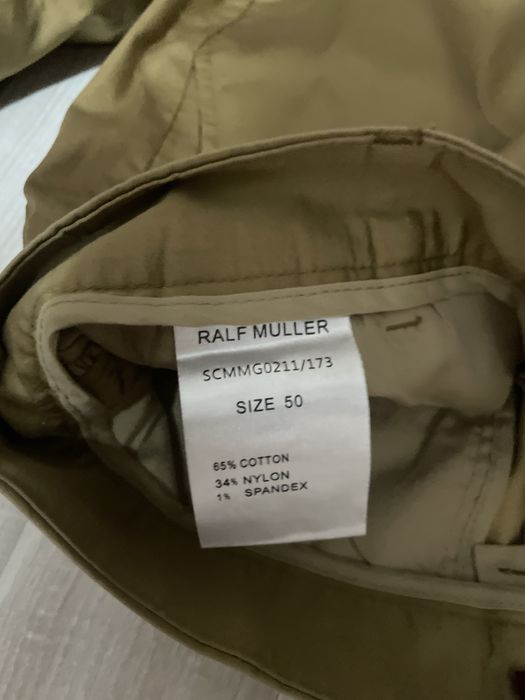 RALF MULLER
SCMMG0211/173
SIZE 50
65% COTTON
34% NYLON
1% SPANDEX